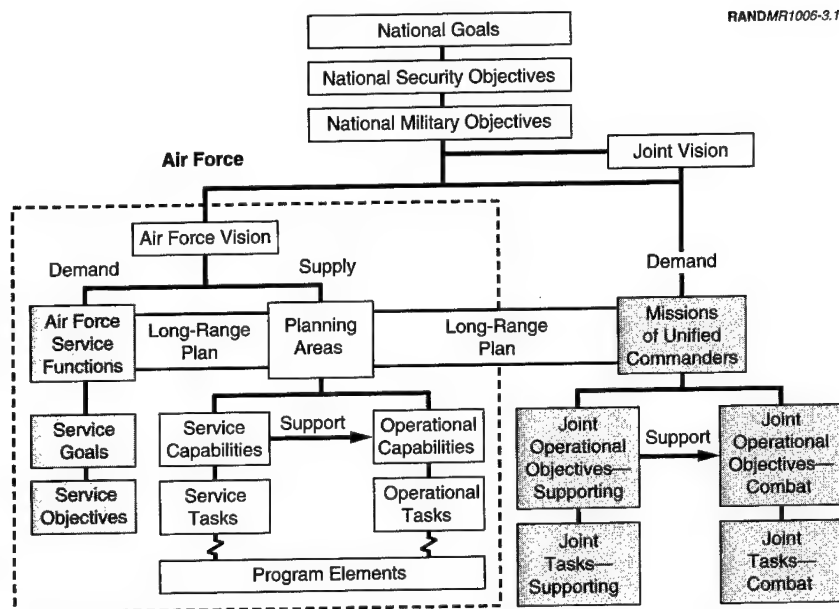 RANDMR1006-3.1
National Goals
National Security Objectives
National Military Objectives
Air Force
Joint Vision
Air Force Vision
Demand
Supply
Demand
Air Force
Service
Functions
Long-Range
Plan
Planning
Areas
Long-Range
Plan
Missions
of Unified
Commanders
Service
Goals
Service
Capabilities
Support
Operational
Capabilities
Joint
Operational
Objectives—
Supporting
Support
Joint
Operational
Objectives—
Combat
Service
Objectives
Service
Tasks
Operational
Tasks
Joint
Tasks—
Supporting
Joint
Tasks—
Combat
Program Elements